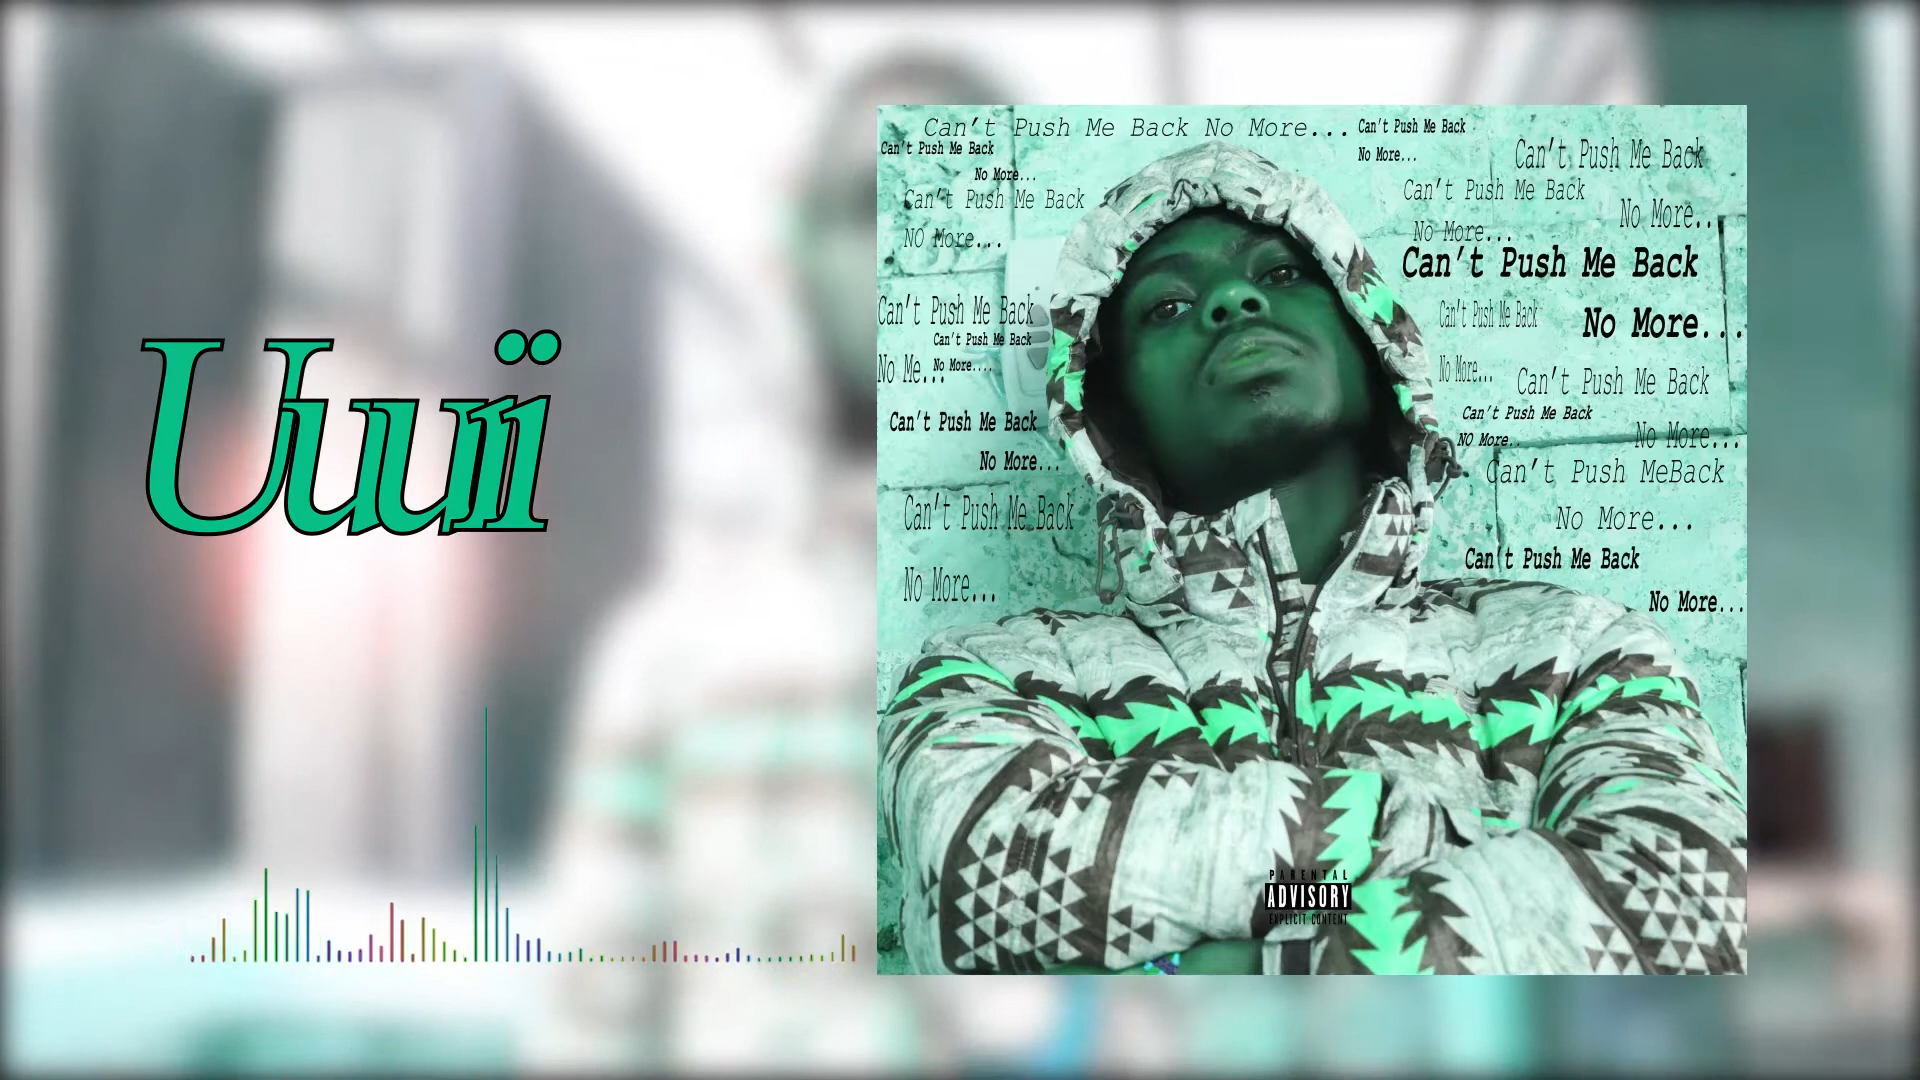 Uuuïi
Can't Push Me Back No More...
Can't Push Me Back
No More...
Can't Push Me Back
NO More...
Can't Push Me Back
Can't Push Me Back
No Me...
No More....
Can't Push Me Back
No More...
Can't Push Me Back
No More...
Can't Push Me Back
No More...
Can't Push Me Back
No More...
Can't Push Me Back
No More...
Can't Push Me Back
No More...
Can't Push Me Back
No More...
Can't Push Me Back
No More...
Can't Push Me Back
No More..
Can't Push MeBack
No More...
Can't Push Me Back
No More...
PARENTAL
ADVISORY
EXPLICIT CONTENT